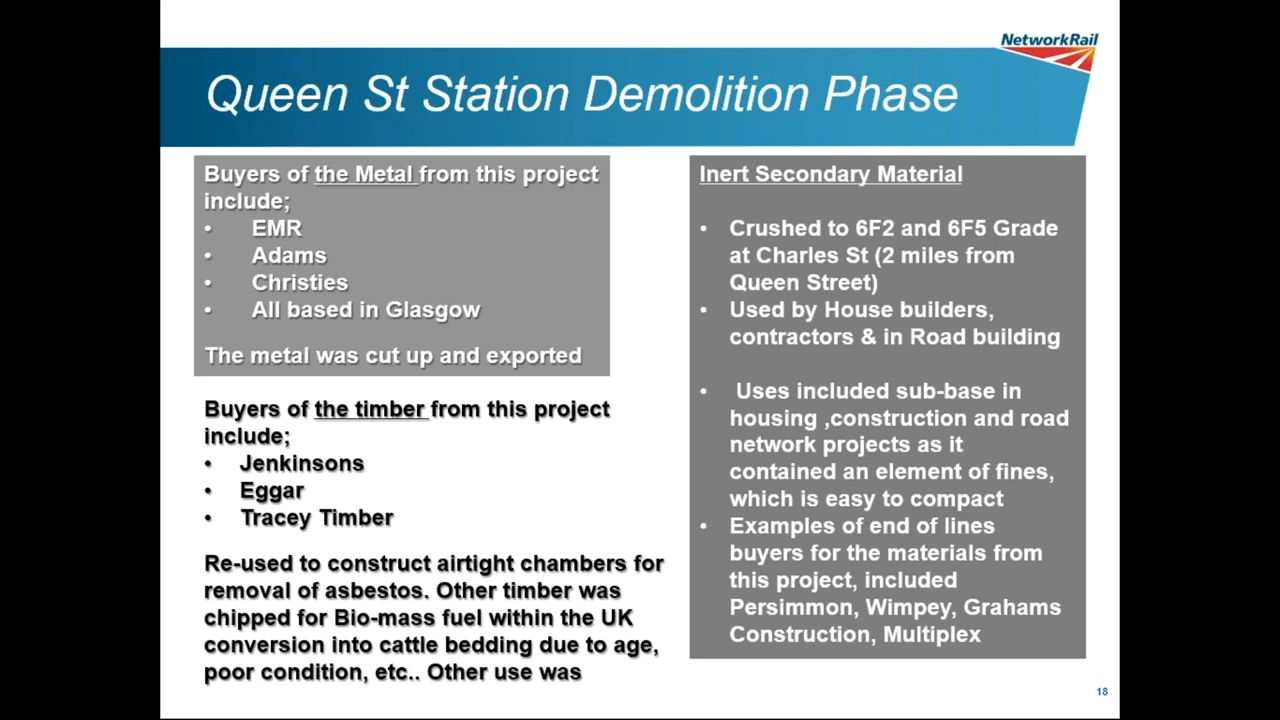 NetworkRail
Queen St Station Demolition Phase
Buyers of the Metal from this project
include;
• EMR
• Adams
• Christies
• All based in Glasgow
The metal was cut up and exported
Buyers of the timber from this project
include;
• Jenkinsons
• Eggar
• Tracey Timber
Re-used to construct airtight chambers for
removal of asbestos. Other timber was
chipped for Bio-mass fuel within the UK
conversion into cattle bedding due to age,
poor condition, etc.. Other use was
Inert Secondary Material
• Crushed to 6F2 and 6F5 Grade
at Charles St (2 miles from
Queen Street)
• Used by House builders,
contractors & in Road building
• Uses included sub-base in
housing ,construction and road
network projects as it
contained an element of fines,
which is easy to compact
• Examples of end of lines
buyers for the materials from
this project, included
Persimmon, Wimpey, Grahams
Construction, Multiplex
18